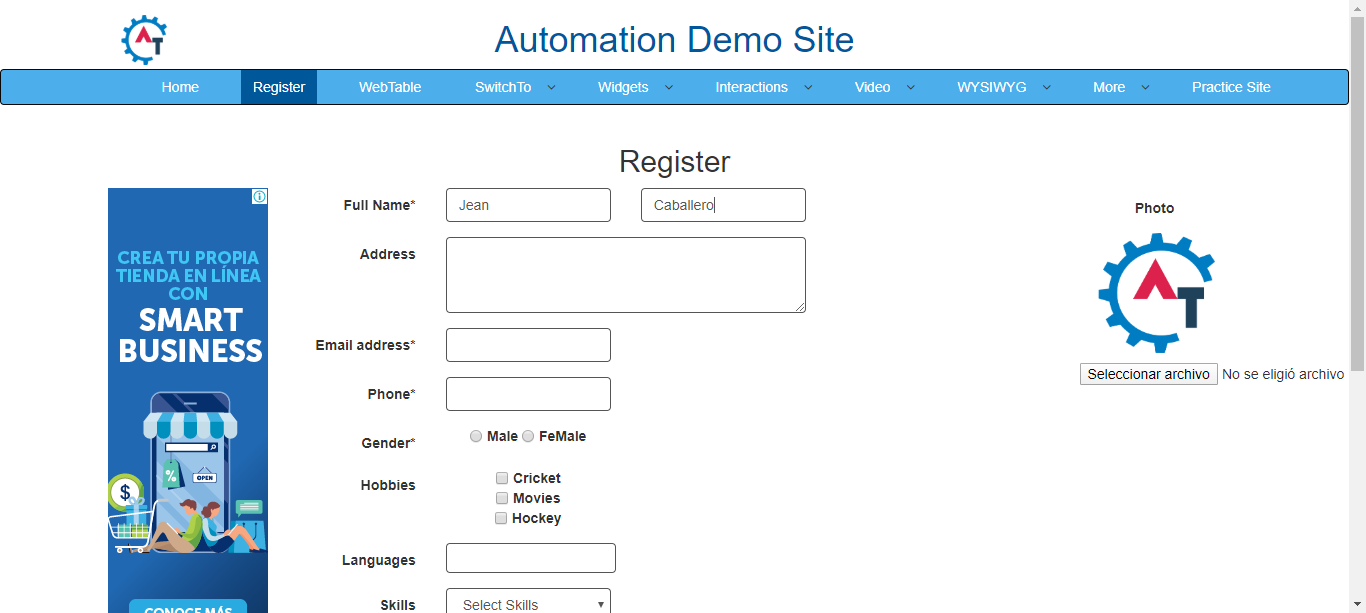 AT
Automation Demo Site
Home Register WebTable SwitchTo Widgets Interactions Video WYSIWYG More Practice Site
Register
Full Name* Jean Caballero
Photo
AT
Address
Email address*
Seleccionar archivo No se eligió archivo
Phone*
Gender* Male FeMale
Hobbies Cricket
Movies
Hockey
Languages
Skills Select Skills
CREA TU PROPIA
TIENDA EN LÍNEA
CON
SMART
BUSINESS
%
OPEN
$
CONOCE MÁS